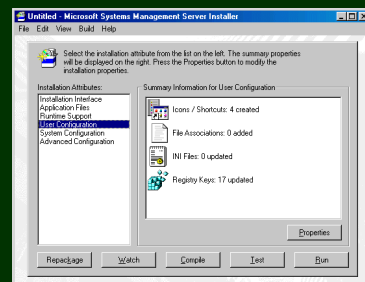 Untitled - Microsoft Systems Management Server Installer
File Edit View Build Help
Select the installation attribute from the list on the left. The summary properties
will be displayed on the right. Press the Properties button to modify the
installation properties.
Installation Attributes:
Installation Interface
Application Files
Runtime Support
User Configuration
System Configuration
Advanced Configuration
Summary Information for User Configuration
Icons / Shortcuts: 4 created
File Associations: 0 added
INI Files: 0 updated
Registry Keys: 17 updated
Properties
Repackage Watch Compile Test Run